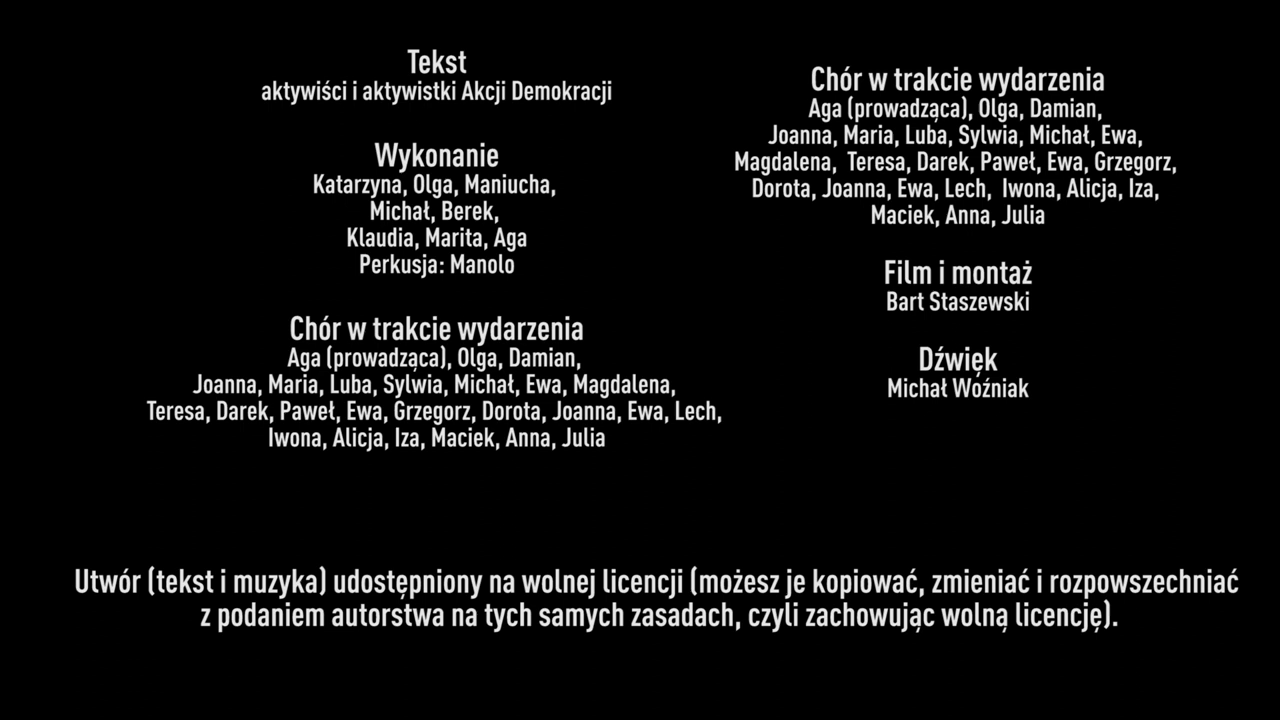 Tekst
aktywiści i aktywistki Akcji Demokracji
Wykonanie
Katarzyna, Olga, Maniucha,
Michał, Berek,
Klaudia, Marita, Aga
Perkusja: Manolo
Chór w trakcie wydarzenia
Aga (prowadząca), Olga, Damian,
Joanna, Maria, Luba, Sylwia, Michał, Ewa, Magdalena,
Teresa, Darek, Paweł, Ewa, Grzegorz, Dorota, Joanna, Ewa, Lech,
Iwona, Alicja, Iza, Maciek, Anna, Julia
Chór w trakcie wydarzenia
Aga (prowadząca), Olga, Damian,
Joanna, Maria, Luba, Sylwia, Michał, Ewa,
Magdalena, Teresa, Darek, Paweł, Ewa, Grzegorz,
Dorota, Joanna, Ewa, Lech, Iwona, Alicja, Iza,
Maciek, Anna, Julia
Film i montaż
Bart Staszewski
Dźwięk
Michał Woźniak
Utwór (tekst i muzyka) udostępniony na wolnej licencji (możesz je kopiować, zmieniać i rozpowszechniać
z podaniem autorstwa na tych samych zasadach, czyli zachowując wolną licencję).